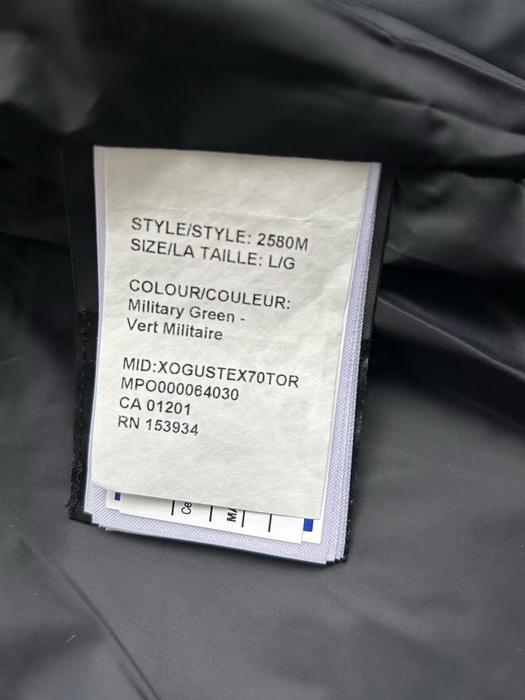 STYLE/STYLE: 2580M
SIZE/LA TAILLE: L/G
COLOUR/COULEUR:
Military Green -
Vert Militaire
MID:XOGUSTEX70TOR
MPO000064030
CA 01201
RN 153934